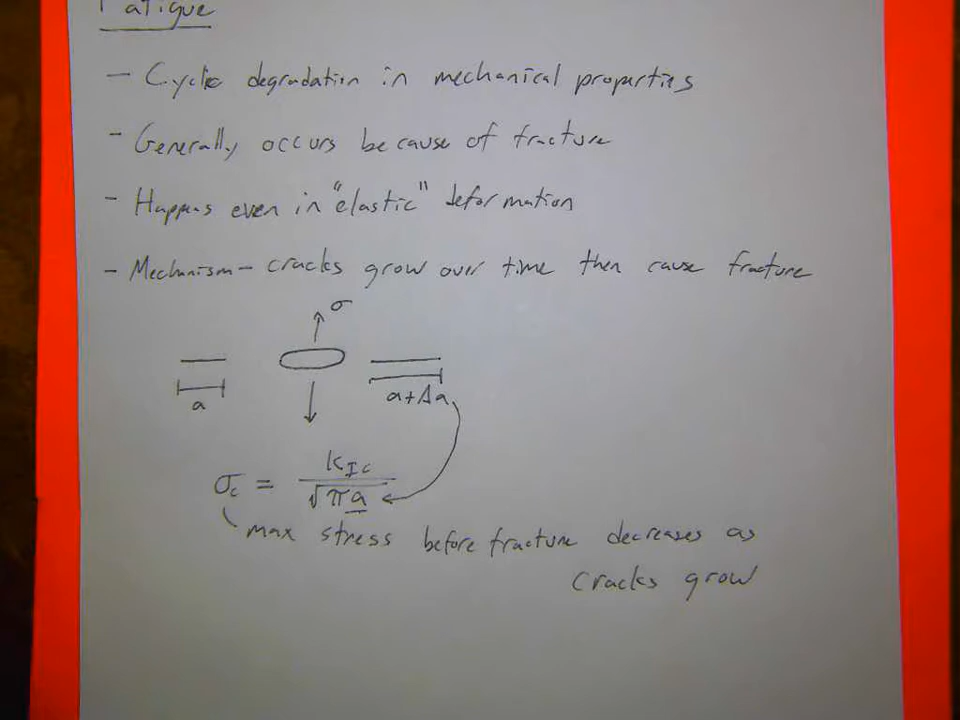 Fatigue
- Cyclic degradation in mechanical properties
- Generally occurs because of fracture
- Happens even in "elastic" deformation
- Mechanism - cracks grow over time then cause fracture
σ
a
a+Δa
σc = KIc / √πa
max stress before fracture decreases as
cracks grow